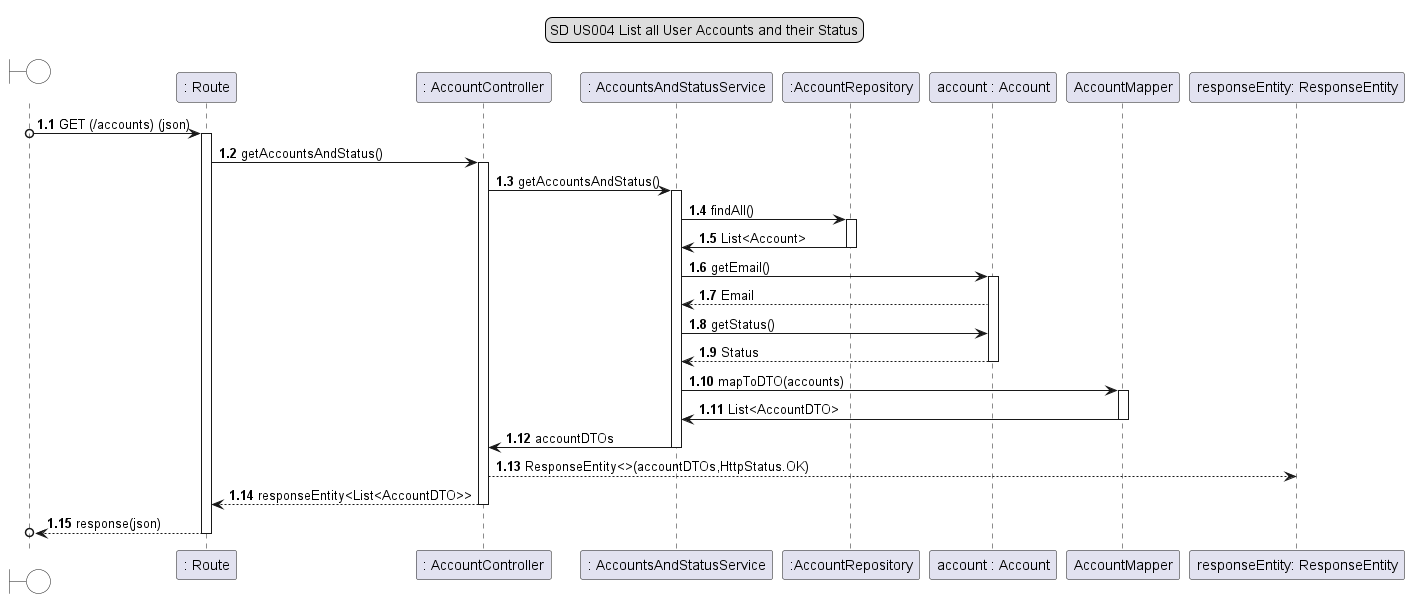 SD US004 List all User Accounts and their Status
: Route
: AccountController
: AccountsAndStatusService
:AccountRepository
account : Account
AccountMapper
responseEntity: ResponseEntity
1.1 GET (/accounts) (json)
1.2 getAccountsAndStatus()
1.3 getAccountsAndStatus()
1.4 findAll()
1.5 List<Account>
1.6 getEmail()
1.7 Email
1.8 getStatus()
1.9 Status
1.10 mapToDTO(accounts)
1.11 List<AccountDTO>
1.12 accountDTOs
1.13 ResponseEntity<>(accountDTOs,HttpStatus.OK)
1.14 responseEntity<List<AccountDTO>>
1.15 response(json)
: Route
: AccountController
: AccountsAndStatusService
:AccountRepository
account : Account
AccountMapper
responseEntity: ResponseEntity